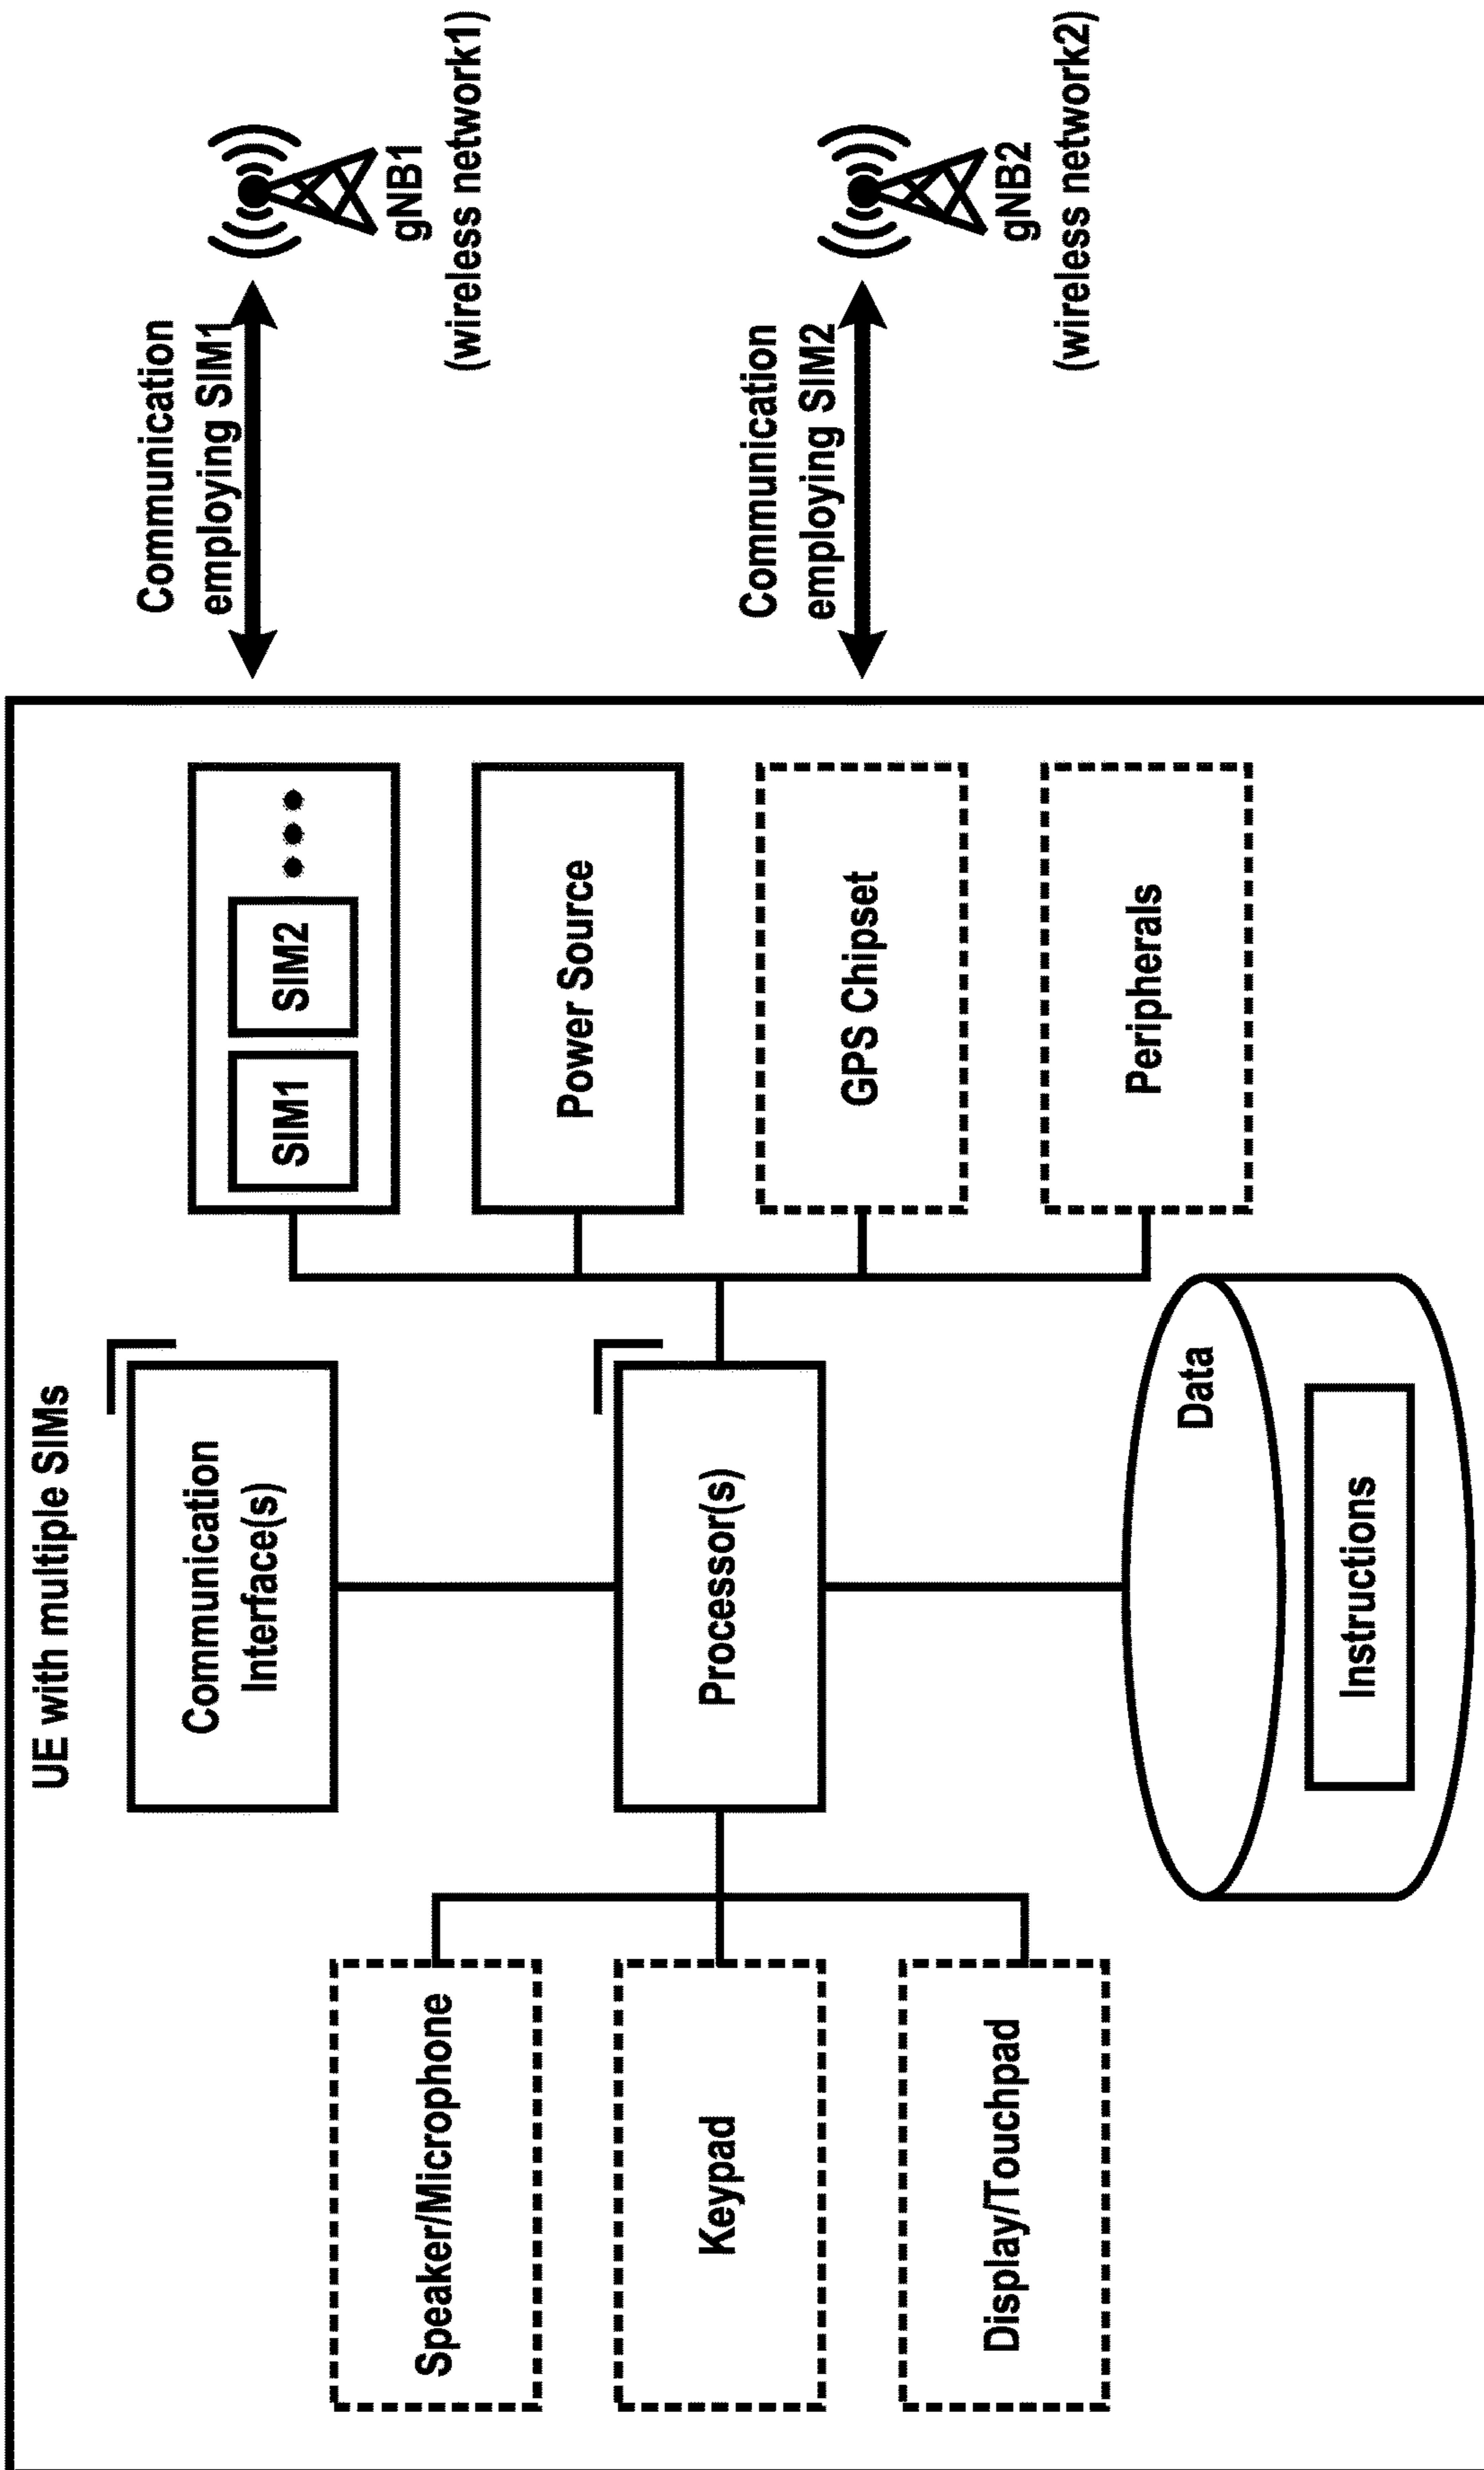 UE with multiple SIMs
Communication
Interface(s)
Speaker/Microphone
Keypad
Display/Touchpad
Processor(s)
Data
Instructions
SIM1
SIM2
Power Source
GPS Chipset
Peripherals
Communication
employing SIM1
gNB1
(wireless network1)
Communication
employing SIM2
gNB2
(wireless network2)